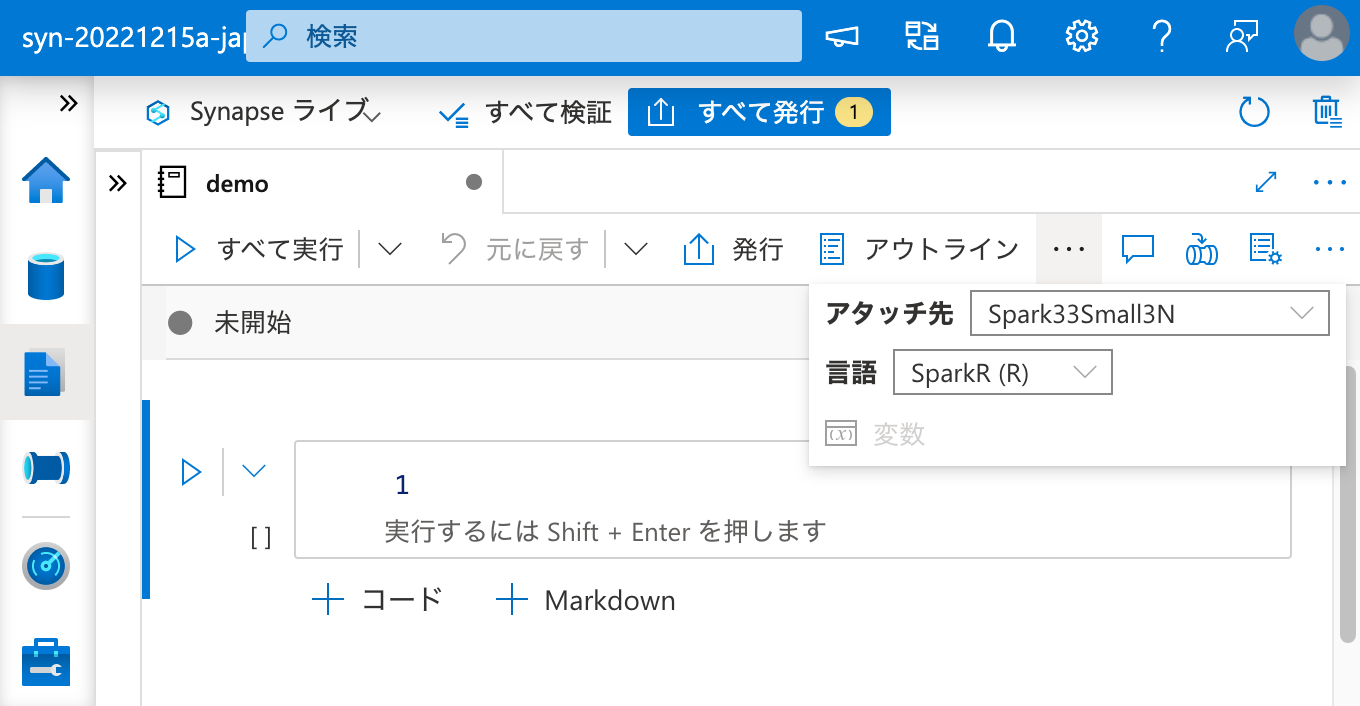 syn-20221215a-jap
検索
Synapse ライブ
すべて検証
すべて発行 1
demo
すべて実行
元に戻す
発行
アウトライン
未開始
アタッチ先 Spark33Small3N
言語 SparkR (R)
(x) 変数
1
実行するには Shift + Enter を押します
[ ]
コード
Markdown